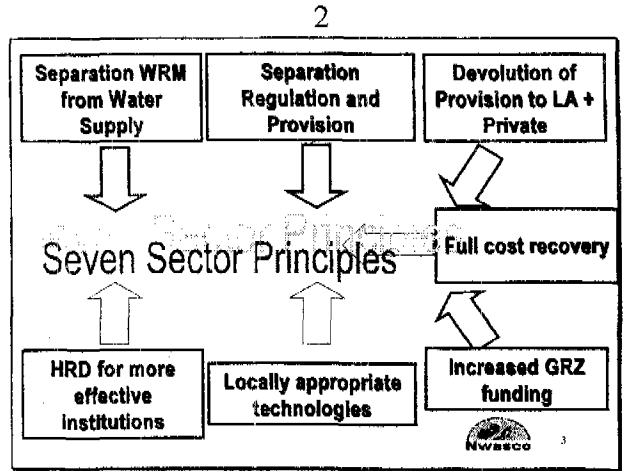 2
Separation WRM
from Water
Supply
Separation
Regulation and
Provision
Devolution of
Provision to LA +
Private
Seven Sector Principles
Full cost recovery
HRD for more
effective
institutions
Locally appropriate
technologies
Increased GRZ
funding
Nwasco
3